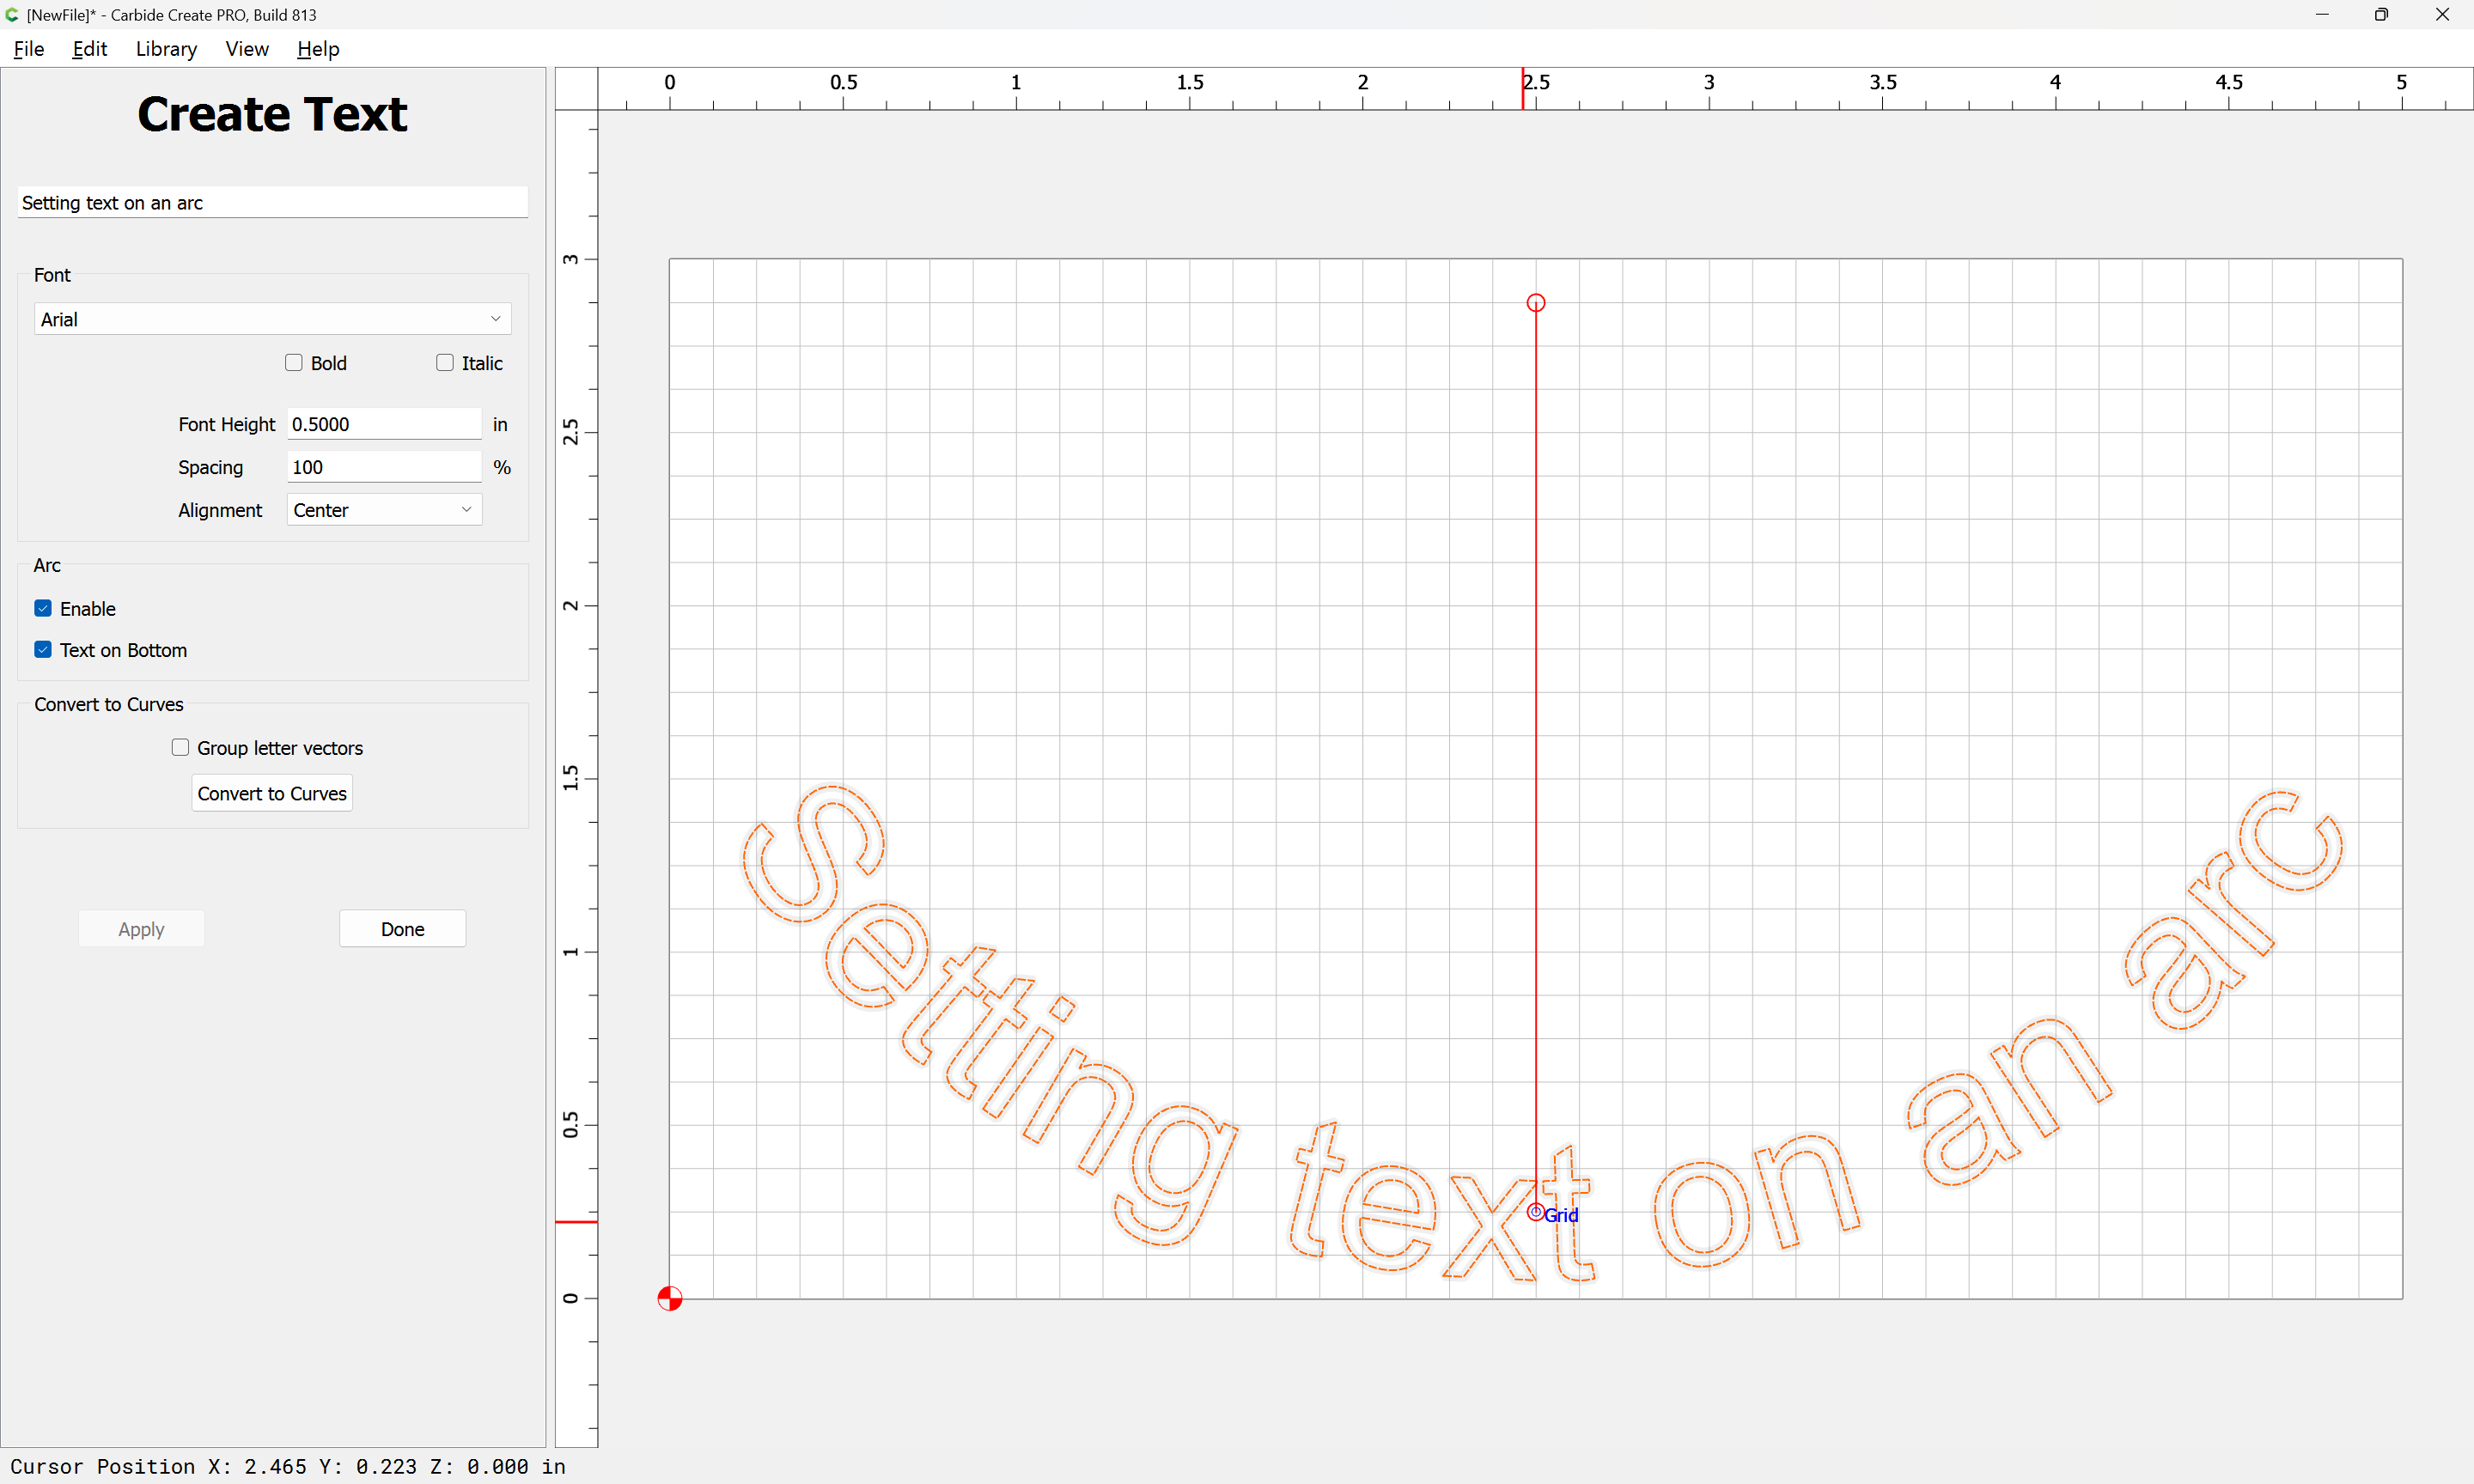 [NewFile]* - Carbide Create PRO, Build 813
File Edit Library View Help
Create Text
Setting text on an arc
Font
Arial
Bold Italic
Font Height 0.5000 in
Spacing 100 %
Alignment Center
Arc
Enable
Text on Bottom
Convert to Curves
Group letter vectors
Convert to Curves
Apply Done
0 0.5 1 1.5 2 2.5 3 3.5 4 4.5 5
3
2.5
2
1.5
1
0.5
0
Setting text on an arc
Grid
Cursor Position X: 2.465 Y: 0.223 Z: 0.000 in